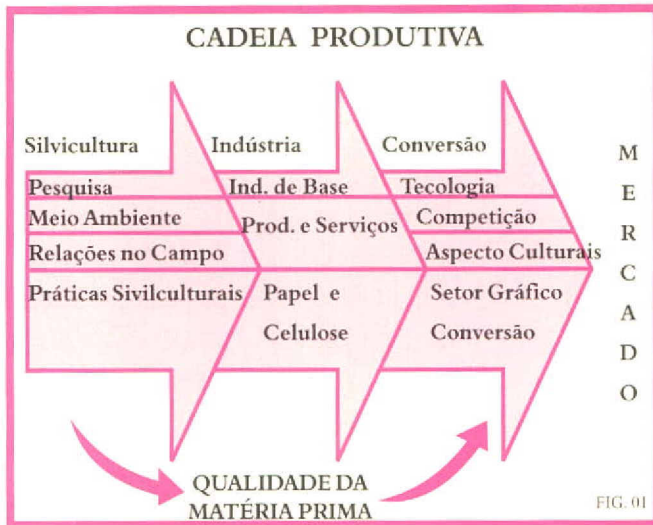 CADEIA PRODUTIVA
Silvicultura
Pesquisa
Meio Ambiente
Relações no Campo
Práticas Sivilculturais
Indústria
Ind. de Base
Prod. e Serviços
Papel e
Celulose
Conversão
Tecologia
Competição
Aspecto Culturais
Setor Gráfico
Conversão
MERCADO
QUALIDADE DA
MATÉRIA PRIMA
FIG. 01